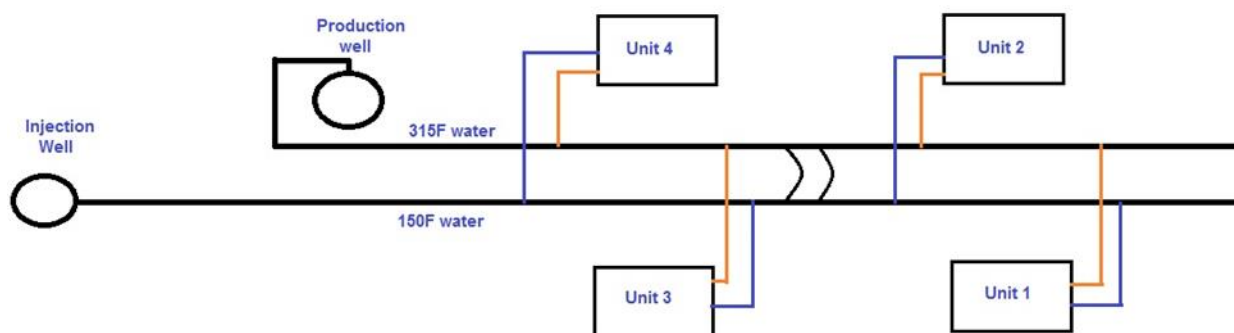 Production
well
Unit 4
Unit 2
Injection
Well
315F water
150F water
Unit 3
Unit 1